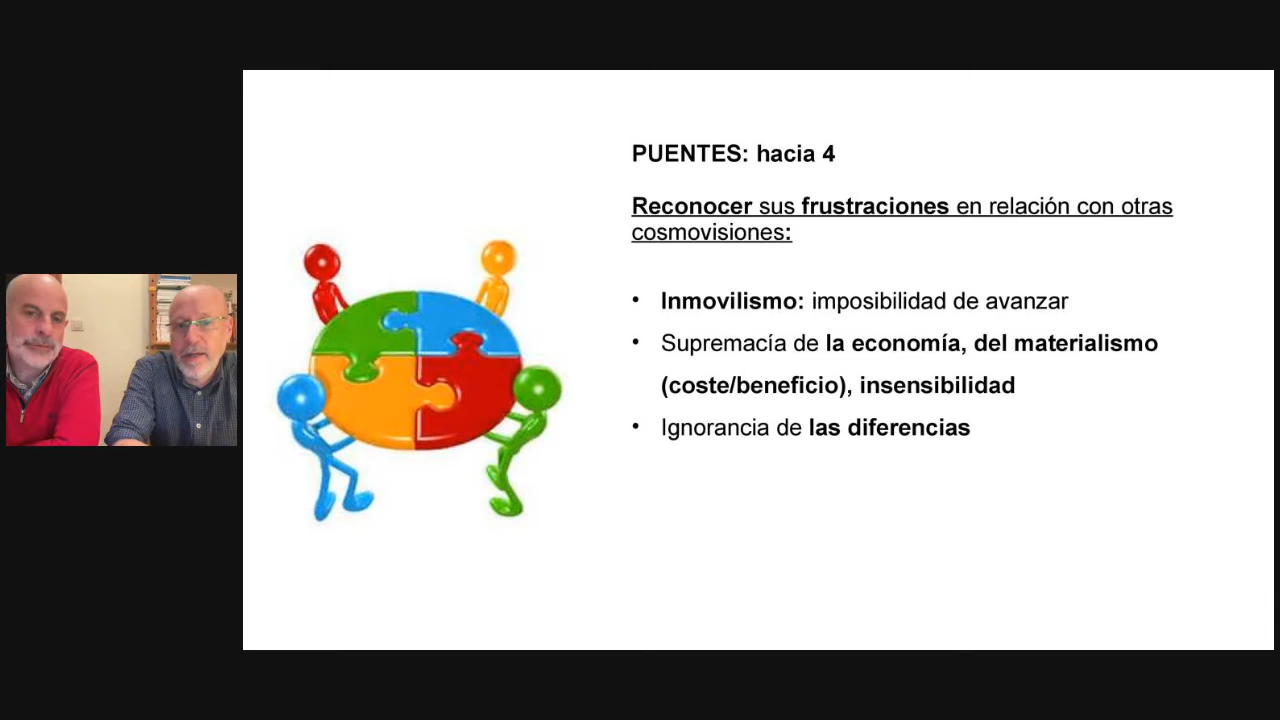 PUENTES: hacia 4
Reconocer sus frustraciones en relación con otras
cosmovisiones:
• Inmovilismo: imposibilidad de avanzar
• Supremacía de la economía, del materialismo
(coste/beneficio), insensibilidad
• Ignorancia de las diferencias